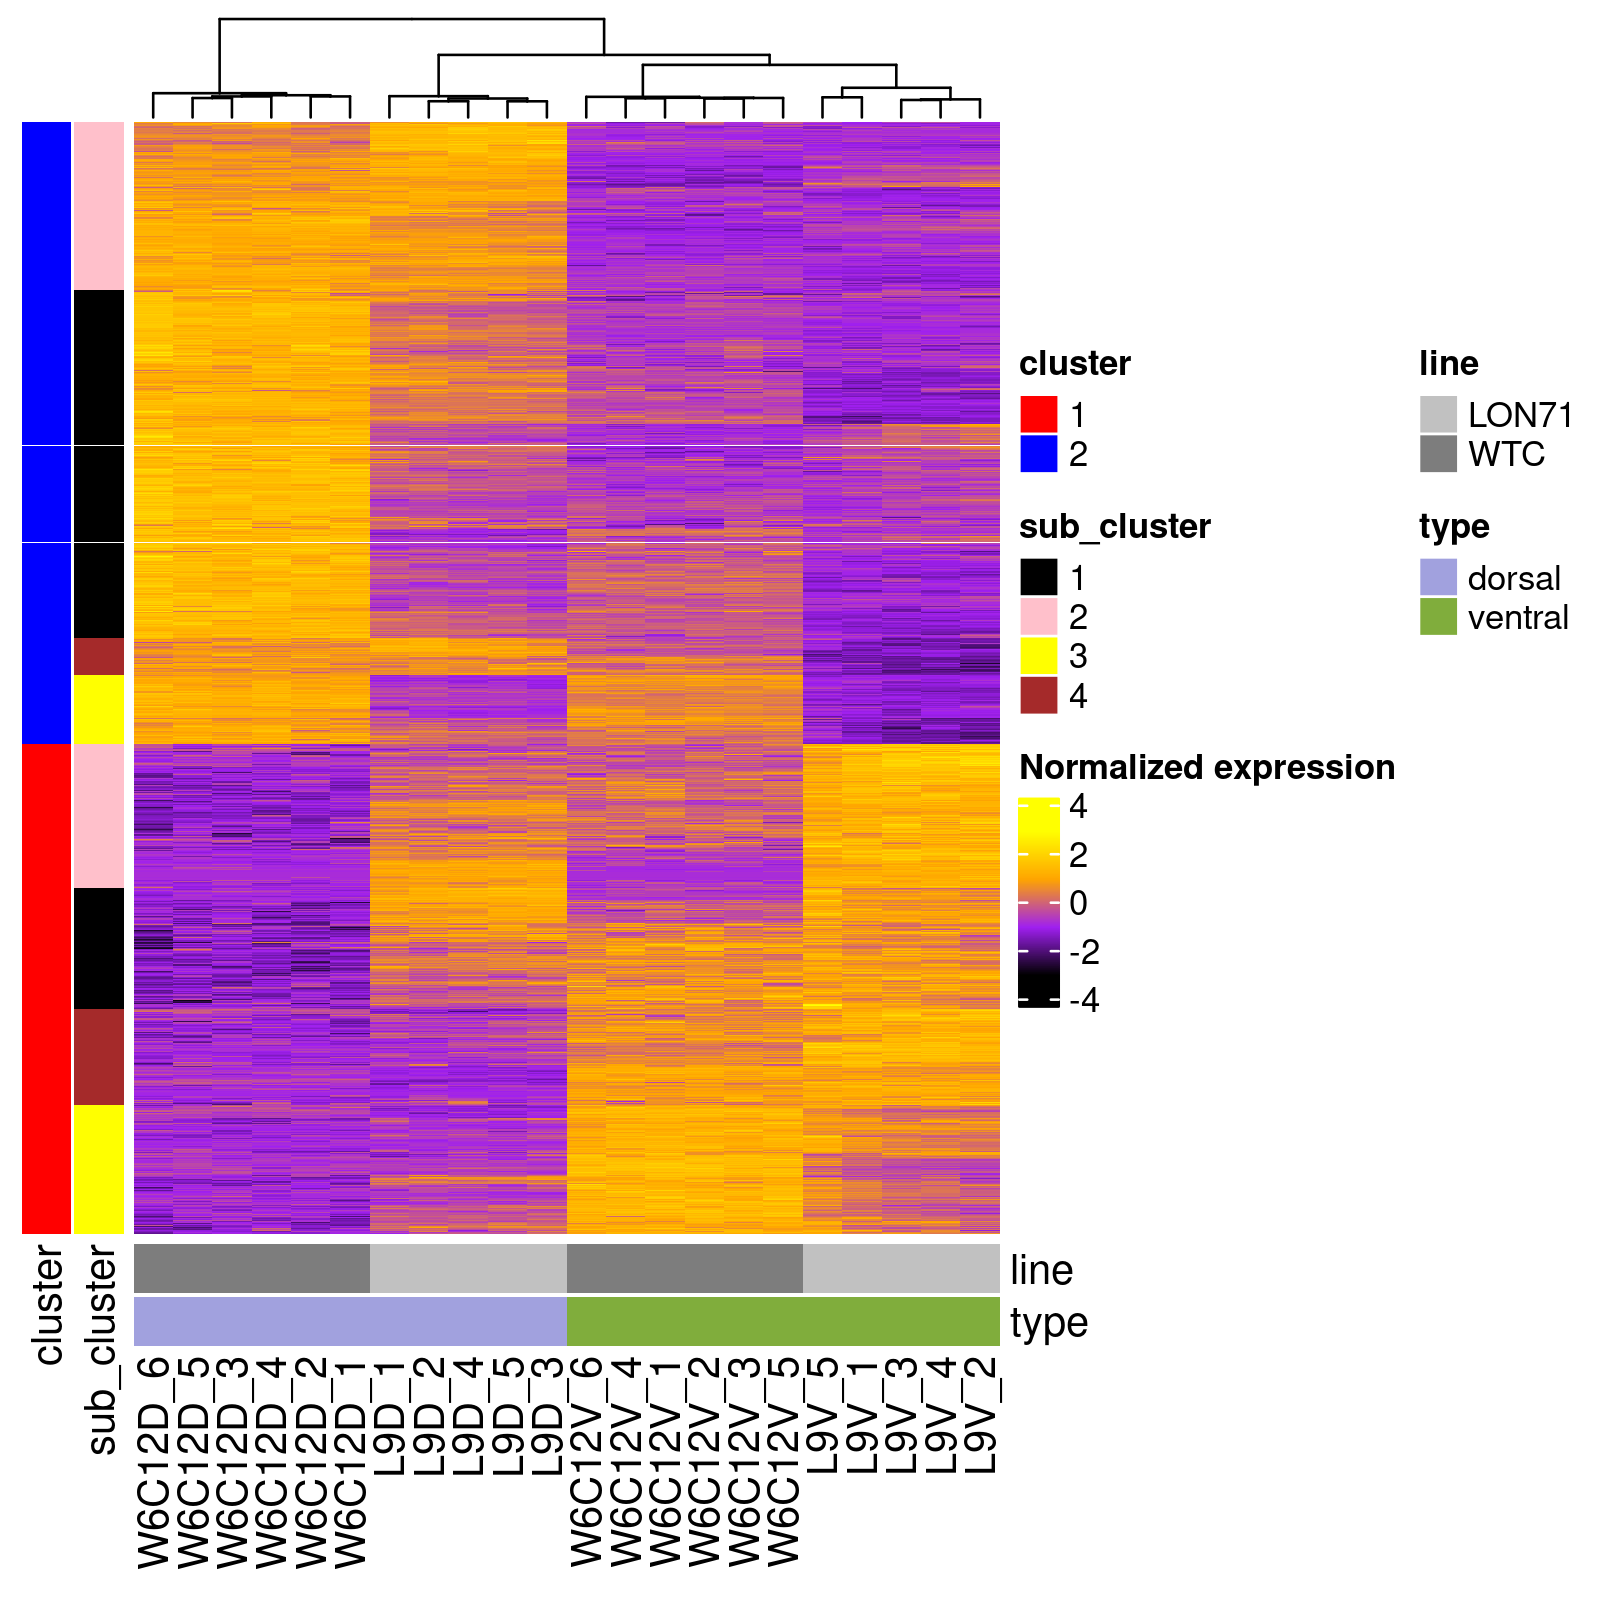 cluster
1
2
line
LON71
WTC
sub_cluster
1
2
3
4
type
dorsal
ventral
Normalized expression
4
2
0
-2
-4
line
type
cluster
sub_cluster
W6C12D_6
W6C12D_5
W6C12D_3
W6C12D_4
W6C12D_2
W6C12D_1
L9D_1
L9D_2
L9D_4
L9D_5
L9D_3
W6C12V_6
W6C12V_4
W6C12V_1
W6C12V_2
W6C12V_3
W6C12V_5
L9V_5
L9V_1
L9V_3
L9V_4
L9V_2